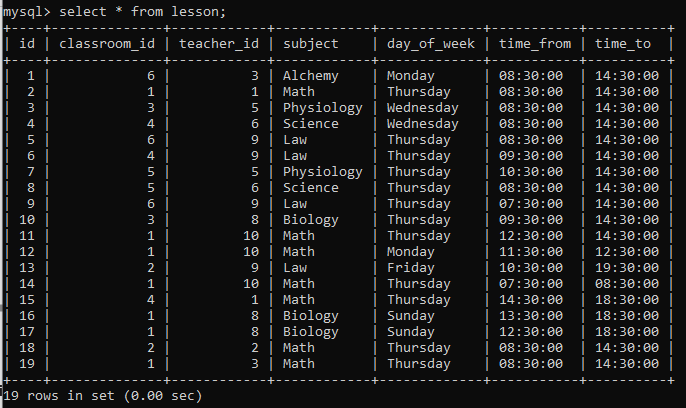 mysql> select * from lesson;
+----+--------------+------------+------------+-------------+-----------+----------+
| id | classroom_id | teacher_id | subject    | day_of_week | time_from | time_to  |
+----+--------------+------------+------------+-------------+-----------+----------+
|  1 |            6 |          3 | Alchemy    | Monday      | 08:30:00  | 14:30:00 |
|  2 |            1 |          1 | Math       | Thursday    | 08:30:00  | 14:30:00 |
|  3 |            3 |          5 | Physiology | Wednesday   | 08:30:00  | 14:30:00 |
|  4 |            4 |          6 | Science    | Wednesday   | 08:30:00  | 14:30:00 |
|  5 |            6 |          9 | Law        | Thursday    | 08:30:00  | 14:30:00 |
|  6 |            4 |          9 | Law        | Thursday    | 09:30:00  | 14:30:00 |
|  7 |            5 |          5 | Physiology | Thursday    | 10:30:00  | 14:30:00 |
|  8 |            5 |          6 | Science    | Thursday    | 08:30:00  | 14:30:00 |
|  9 |            6 |          9 | Law        | Thursday    | 07:30:00  | 14:30:00 |
| 10 |            3 |          8 | Biology    | Thursday    | 09:30:00  | 14:30:00 |
| 11 |            1 |         10 | Math       | Thursday    | 12:30:00  | 14:30:00 |
| 12 |            1 |         10 | Math       | Monday      | 11:30:00  | 12:30:00 |
| 13 |            2 |          9 | Law        | Friday      | 10:30:00  | 19:30:00 |
| 14 |            1 |         10 | Math       | Thursday    | 07:30:00  | 08:30:00 |
| 15 |            4 |          1 | Math       | Thursday    | 14:30:00  | 18:30:00 |
| 16 |            1 |          8 | Biology    | Sunday      | 13:30:00  | 18:30:00 |
| 17 |            1 |          8 | Biology    | Sunday      | 12:30:00  | 18:30:00 |
| 18 |            2 |          2 | Math       | Thursday    | 08:30:00  | 14:30:00 |
| 19 |            1 |          3 | Math       | Thursday    | 08:30:00  | 14:30:00 |
+----+--------------+------------+------------+-------------+-----------+----------+
19 rows in set (0.00 sec)